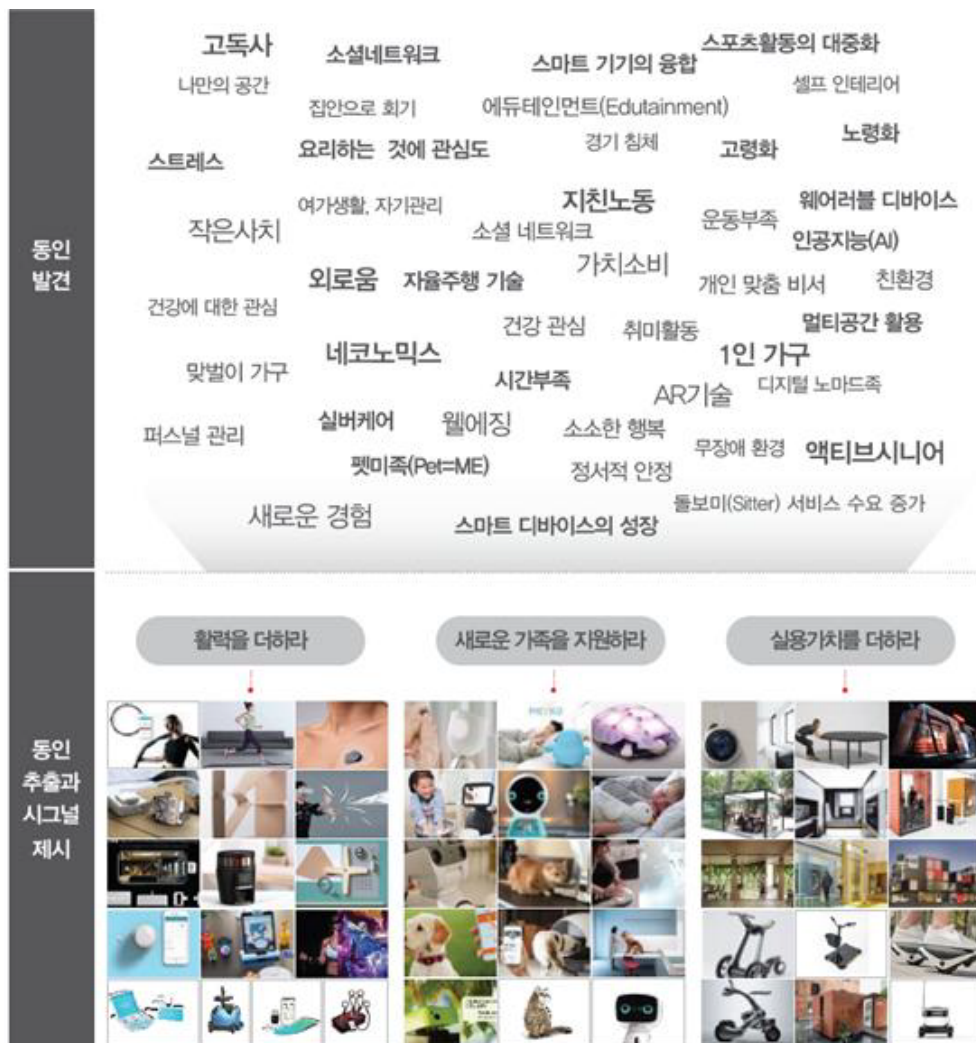 고독사
소셜네트워크
스마트 기기의 융합
스포츠활동의 대중화
나만의 공간
집안으로 회기
에듀테인먼트(Edutainment)
셀프 인테리어
스트레스
요리하는 것에 관심도
경기 침체
고령화
노령화
여가생활, 자기관리
지친노동
웨어러블 디바이스
작은사치
소셜 네트워크
운동부족
인공지능(AI)
동인
발견
외로움
자율주행 기술
가치소비
개인 맞춤 비서
친환경
건강에 대한 관심
건강 관심
취미활동
멀티공간 활용
맞벌이 가구
네코노믹스
시간부족
1인 가구
AR기술
디지털 노마드족
퍼스널 관리
실버케어
웰에징
소소한 행복
무장애 환경
액티브시니어
펫미족(Pet=ME)
정서적 안정
새로운 경험
스마트 디바이스의 성장
돌보미(Sitter) 서비스 수요 증가
활력을 더하라
새로운 가족을 지원하라
실용가치를 더하라
동인
추출과
시그널
제시